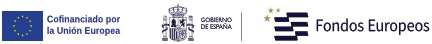 Cofinanciado por
la Unión Europea
GOBIERNO
DE ESPAÑA
Fondos Europeos